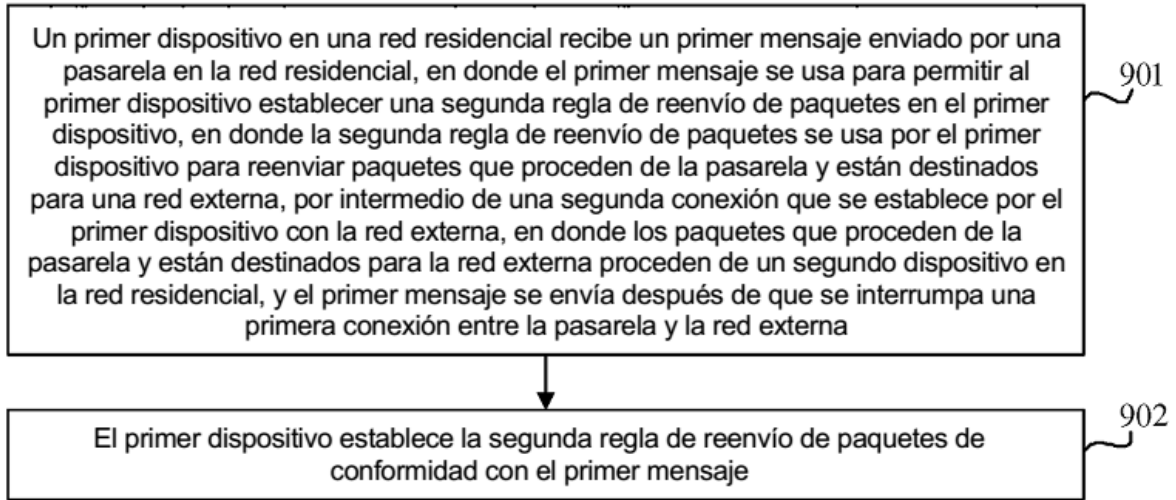 Un primer dispositivo en una red residencial recibe un primer mensaje enviado por una
pasarela en la red residencial, en donde el primer mensaje se usa para permitir al
primer dispositivo establecer una segunda regla de reenvío de paquetes en el primer
dispositivo, en donde la segunda regla de reenvío de paquetes se usa por el primer
dispositivo para reenviar paquetes que proceden de la pasarela y están destinados
para una red externa, por intermedio de una segunda conexión que se establece por el
primer dispositivo con la red externa, en donde los paquetes que proceden de la
pasarela y están destinados para la red externa proceden de un segundo dispositivo en
la red residencial, y el primer mensaje se envía después de que se interrumpa una
primera conexión entre la pasarela y la red externa
901
El primer dispositivo establece la segunda regla de reenvío de paquetes de
conformidad con el primer mensaje
902